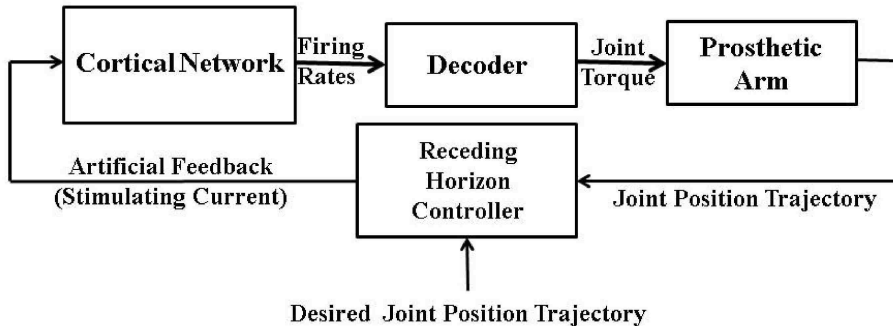 Cortical Network
Firing
Rates
Decoder
Joint
Torque
Prosthetic
Arm
Artificial Feedback
(Stimulating Current)
Receding
Horizon
Controller
Joint Position Trajectory
Desired Joint Position Trajectory